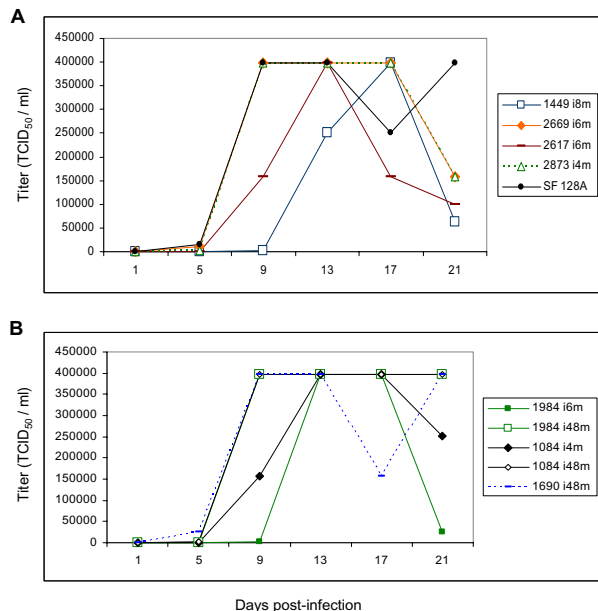 A
Titer (TCID50 / ml)
450000
400000
350000
300000
250000
200000
150000
100000
50000
0
1 5 9 13 17 21
1449 i8m
2669 i6m
2617 i6m
2873 i4m
SF 128A
B
Titer (TCID50 / ml)
450000
400000
350000
300000
250000
200000
150000
100000
50000
0
1 5 9 13 17 21
1984 i6m
1984 i48m
1084 i4m
1084 i48m
1690 i48m
Days post-infection